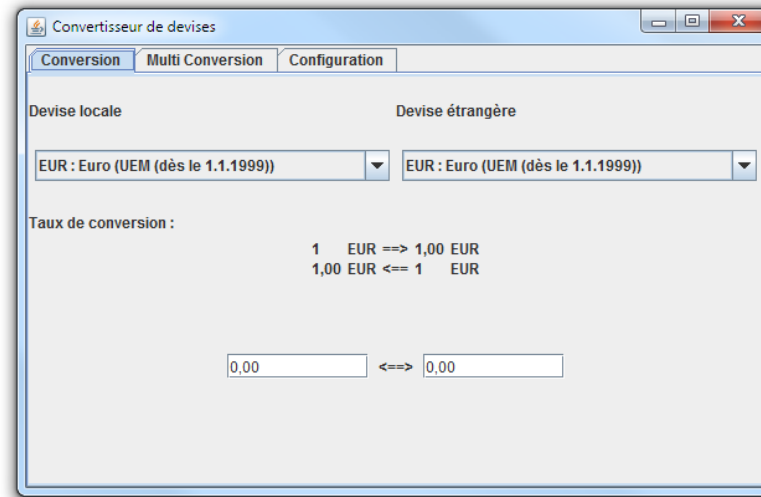 Convertisseur de devises
Conversion Multi Conversion Configuration
Devise locale Devise étrangère
EUR : Euro (UEM (dès le 1.1.1999)) EUR : Euro (UEM (dès le 1.1.1999))
Taux de conversion :
1 EUR ==> 1,00 EUR
1,00 EUR <== 1 EUR
0,00 <==> 0,00